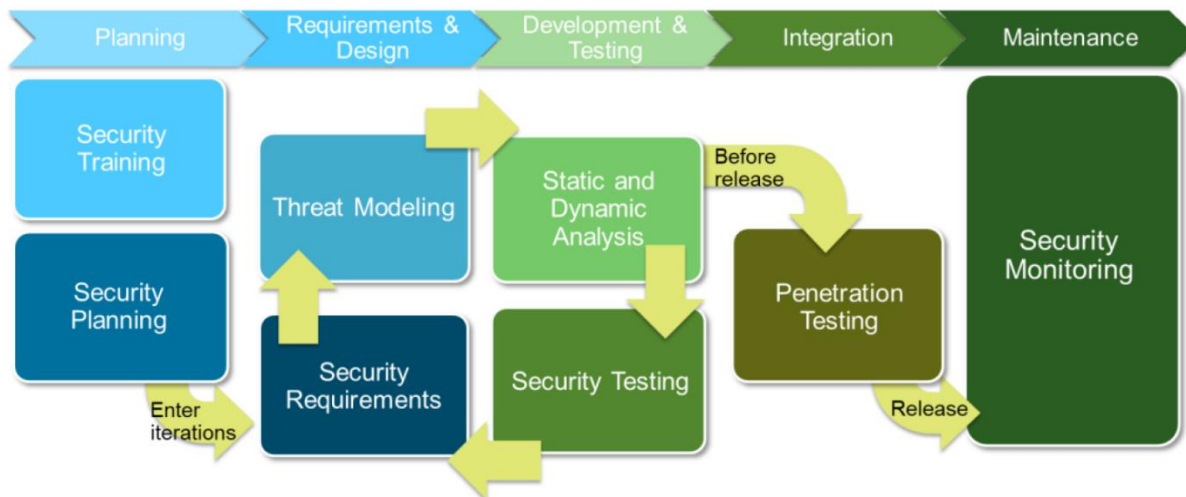 Planning
Requirements &
Design
Development &
Testing
Integration
Maintenance
Security
Training
Security
Planning
Enter
iterations
Threat Modeling
Security
Requirements
Static and
Dynamic
Analysis
Security Testing
Before
release
Penetration
Testing
Release
Security
Monitoring